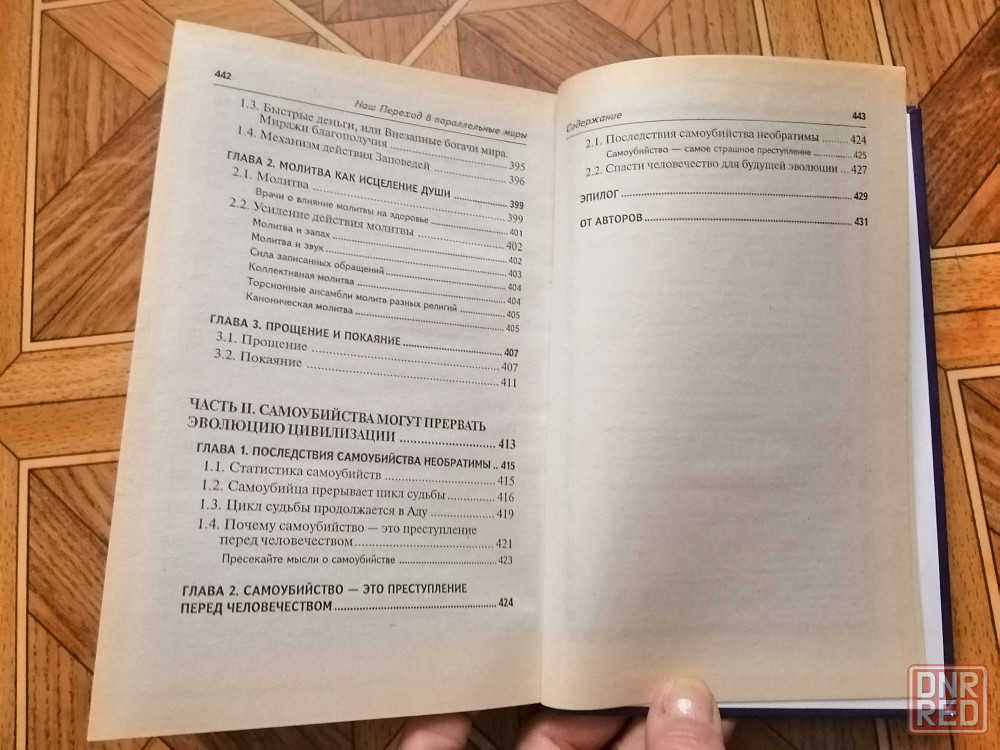 442
Наш Переход в параллельные миры
1.3. Быстрые деньги, или Внезапные богачи мира.
Миражи благополучия ........ 395
1.4. Механизм действия Заповедей ........ 396
ГЛАВА 2. МОЛИТВА КАК ИСЦЕЛЕНИЕ ДУШИ ........ 399
2.1. Молитва ........ 399
Врачи о влияние молитвы на здоровье ........ 401
2.2. Усиление действия молитвы ........ 402
Молитва и запах ........ 402
Молитва и звук ........ 403
Сила записанных обращений ........ 404
Коллективная молитва ........ 404
Торсионные ансамбли молитв разных религий ........ 405
Каноническая молитва ........ 405
ГЛАВА 3. ПРОЩЕНИЕ И ПОКАЯНИЕ ........ 407
3.1. Прощение ........ 407
3.2. Покаяние ........ 411
ЧАСТЬ II. САМОУБИЙСТВА МОГУТ ПРЕРВАТЬ
ЭВОЛЮЦИЮ ЦИВИЛИЗАЦИИ ........ 413
ГЛАВА 1. ПОСЛЕДСТВИЯ САМОУБИЙСТВА НЕОБРАТИМЫ .. 415
1.1. Статистика самоубийств ........ 415
1.2. Самоубийца прерывает цикл судьбы ........ 416
1.3. Цикл судьбы продолжается в Аду ........ 419
1.4. Почему самоубийство — это преступление
перед человечеством ........ 421
Пресекайте мысли о самоубийстве ........ 423
ГЛАВА 2. САМОУБИЙСТВО — ЭТО ПРЕСТУПЛЕНИЕ
ПЕРЕД ЧЕЛОВЕЧЕСТВОМ ........ 424
Содержание
443
2.1. Последствия самоубийства необратимы ........ 424
Самоубийство — самое страшное преступление ........ 425
2.2. Спасти человечество для будущей эволюции .... 427
ЭПИЛОГ ........ 429
ОТ АВТОРОВ ........ 431
DNR
RED